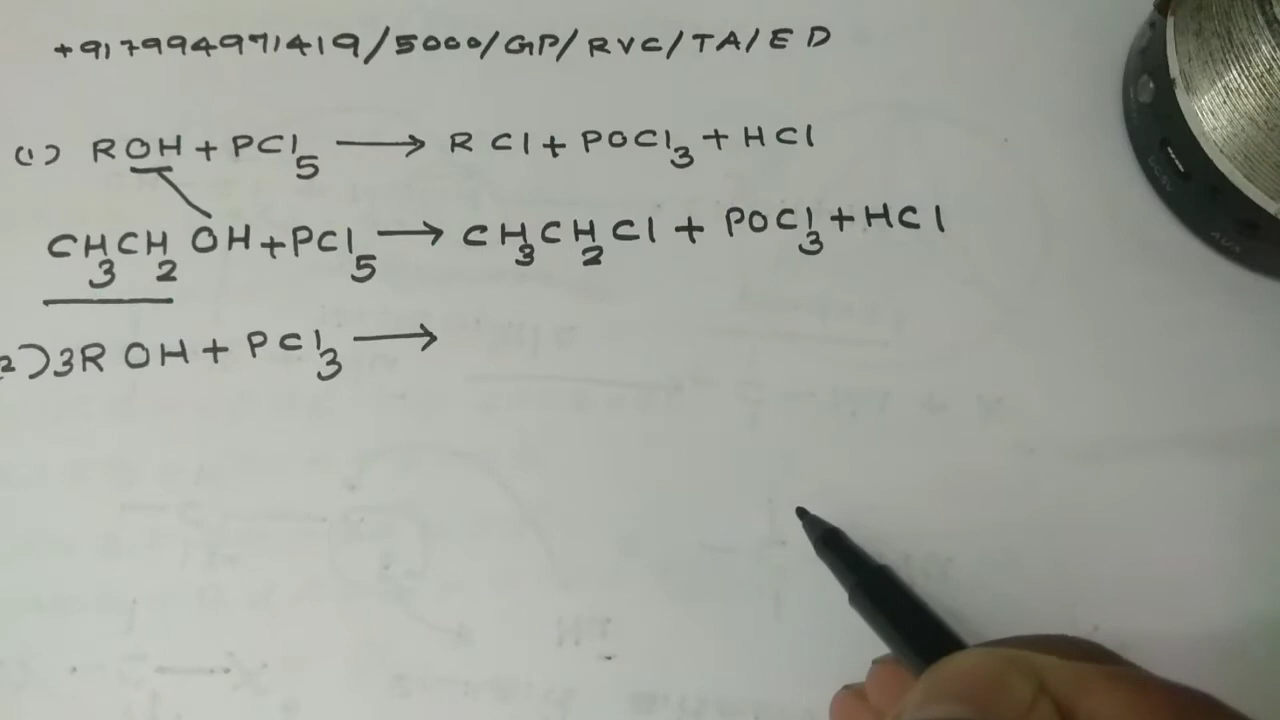 +917994971419/5000/GP/RVC/TA/ED
(1) ROH + PCl5 → RCl + POCl3 + HCl
CH3CH2OH + PCl5 → CH3CH2Cl + POCl3 + HCl
2) 3ROH + PCl3 →